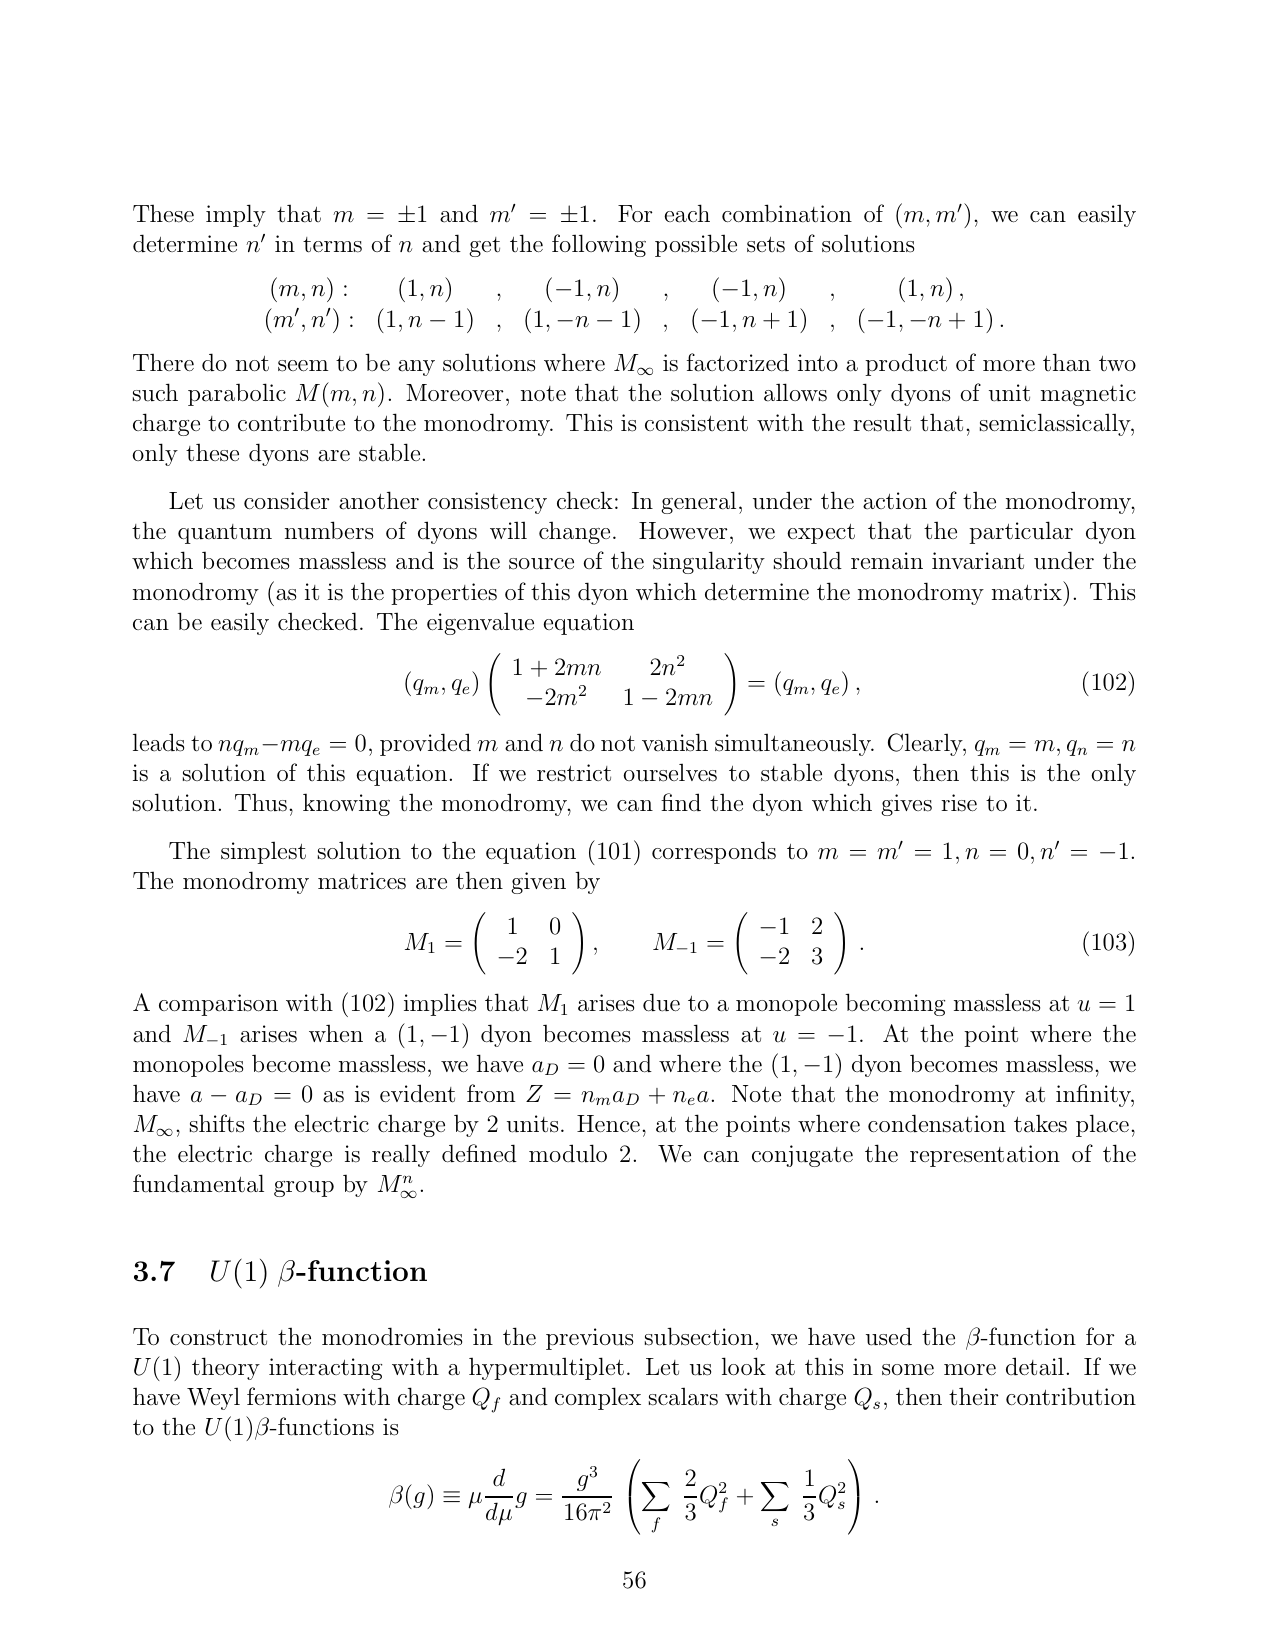 These imply that m = ±1 and m′ = ±1. For each combination of (m, m′), we can easily
determine n′ in terms of n and get the following possible sets of solutions
(m, n) : (1, n) , (−1, n) , (−1, n) , (1, n) ,
(m′, n′) : (1, n − 1) , (1, −n − 1) , (−1, n + 1) , (−1, −n + 1) .
There do not seem to be any solutions where M∞ is factorized into a product of more than two
such parabolic M(m, n). Moreover, note that the solution allows only dyons of unit magnetic
charge to contribute to the monodromy. This is consistent with the result that, semiclassically,
only these dyons are stable.
Let us consider another consistency check: In general, under the action of the monodromy,
the quantum numbers of dyons will change. However, we expect that the particular dyon
which becomes massless and is the source of the singularity should remain invariant under the
monodromy (as it is the properties of this dyon which determine the monodromy matrix). This
can be easily checked. The eigenvalue equation
(q_m, q_e) ( 1 + 2mn 2n² ; −2m² 1 − 2mn ) = (q_m, q_e) , (102)
leads to nq_m − mq_e = 0, provided m and n do not vanish simultaneously. Clearly, q_m = m, q_n = n
is a solution of this equation. If we restrict ourselves to stable dyons, then this is the only
solution. Thus, knowing the monodromy, we can find the dyon which gives rise to it.
The simplest solution to the equation (101) corresponds to m = m′ = 1, n = 0, n′ = −1.
The monodromy matrices are then given by
M₁ = ( 1 0 ; −2 1 ) , M₋₁ = ( −1 2 ; −2 3 ) . (103)
A comparison with (102) implies that M₁ arises due to a monopole becoming massless at u = 1
and M₋₁ arises when a (1, −1) dyon becomes massless at u = −1. At the point where the
monopoles become massless, we have a_D = 0 and where the (1, −1) dyon becomes massless, we
have a − a_D = 0 as is evident from Z = n_m a_D + n_e a. Note that the monodromy at infinity,
M∞, shifts the electric charge by 2 units. Hence, at the points where condensation takes place,
the electric charge is really defined modulo 2. We can conjugate the representation of the
fundamental group by M∞ⁿ.
3.7 U(1) β-function
To construct the monodromies in the previous subsection, we have used the β-function for a
U(1) theory interacting with a hypermultiplet. Let us look at this in some more detail. If we
have Weyl fermions with charge Q_f and complex scalars with charge Q_s, then their contribution
to the U(1)β-functions is
β(g) ≡ μ d/dμ g = g³/16π² ( ∑_f 2/3 Q_f² + ∑_s 1/3 Q_s² ) .
56